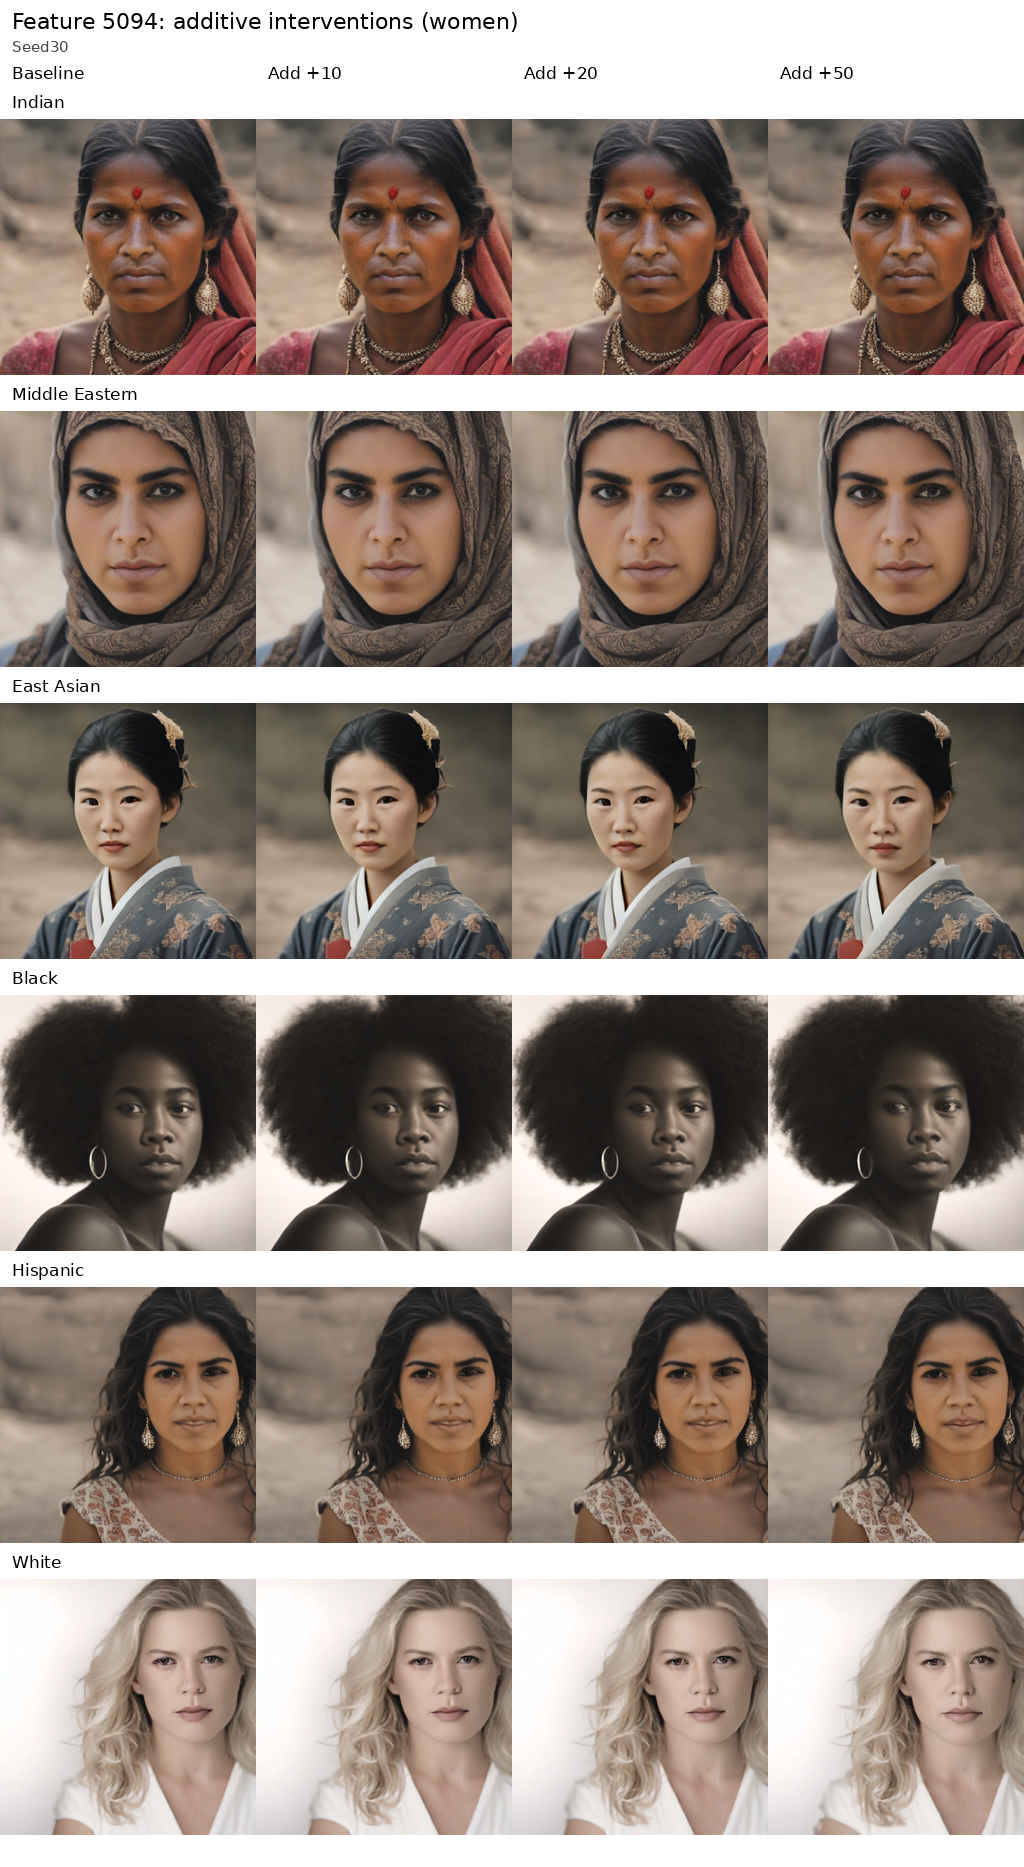 Feature 5094: additive interventions (women)
Seed30
Baseline Add +10 Add +20 Add +50
Indian
Middle Eastern
East Asian
Black
Hispanic
White